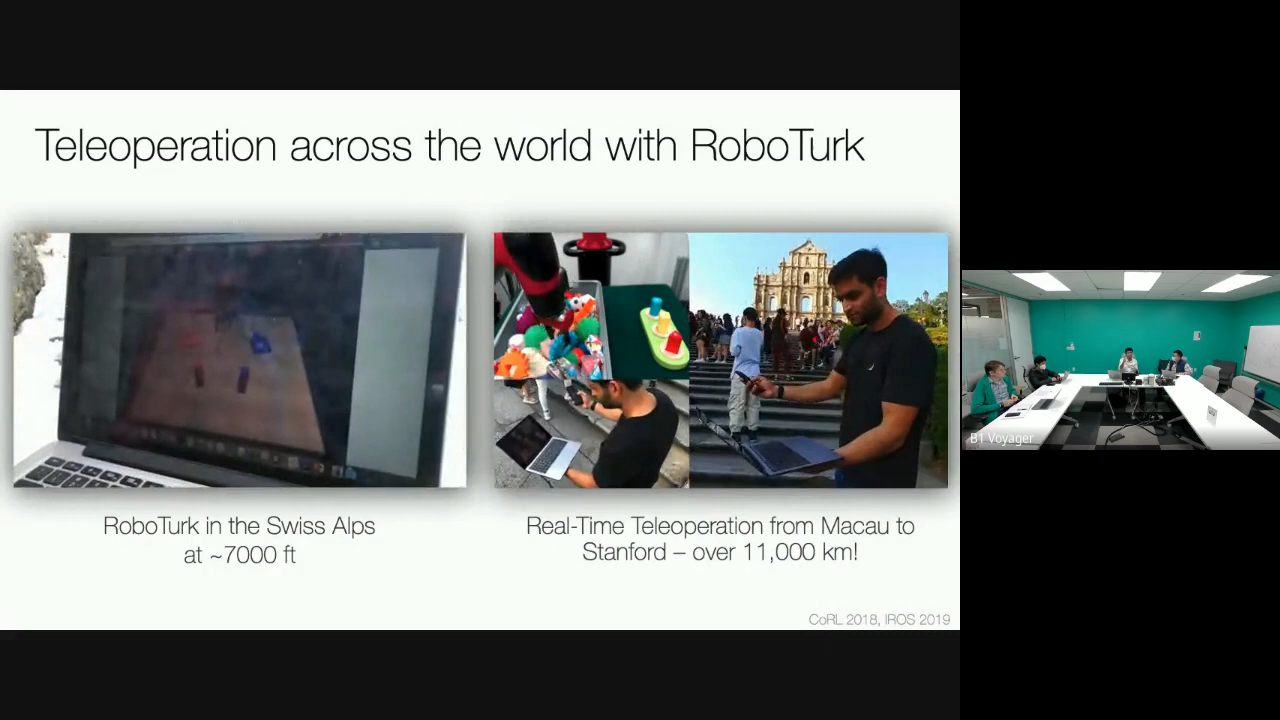 Teleoperation across the world with RoboTurk
RoboTurk in the Swiss Alps
at ~7000 ft
Real-Time Teleoperation from Macau to
Stanford – over 11,000 km!
CoRL 2018, IROS 2019
B1 Voyager